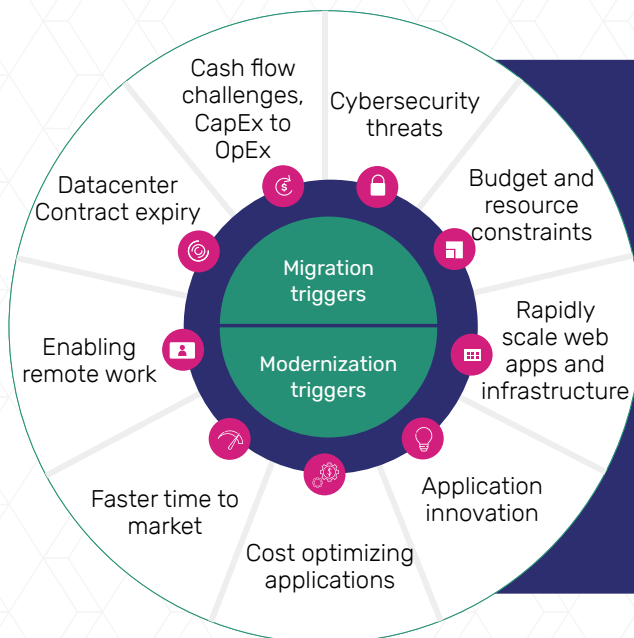 Cash flow
challenges,
CapEx to
OpEx
Cybersecurity
threats
Budget and
resource
constraints
Rapidly
scale web
apps and
infrastructure
Application
innovation
Cost optimizing
applications
Faster time to
market
Enabling
remote work
Datacenter
Contract expiry
Migration
triggers
Modernization
triggers